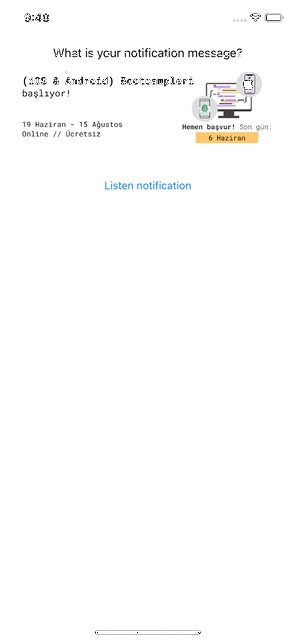 9:48
What is your notification message?
(iOS & Android) Bootcampleri
başlıyor!
19 Haziran - 15 Ağustos
Online // Ücretsiz
Hemen başvur! Son gün:
6 Haziran
Listen notification